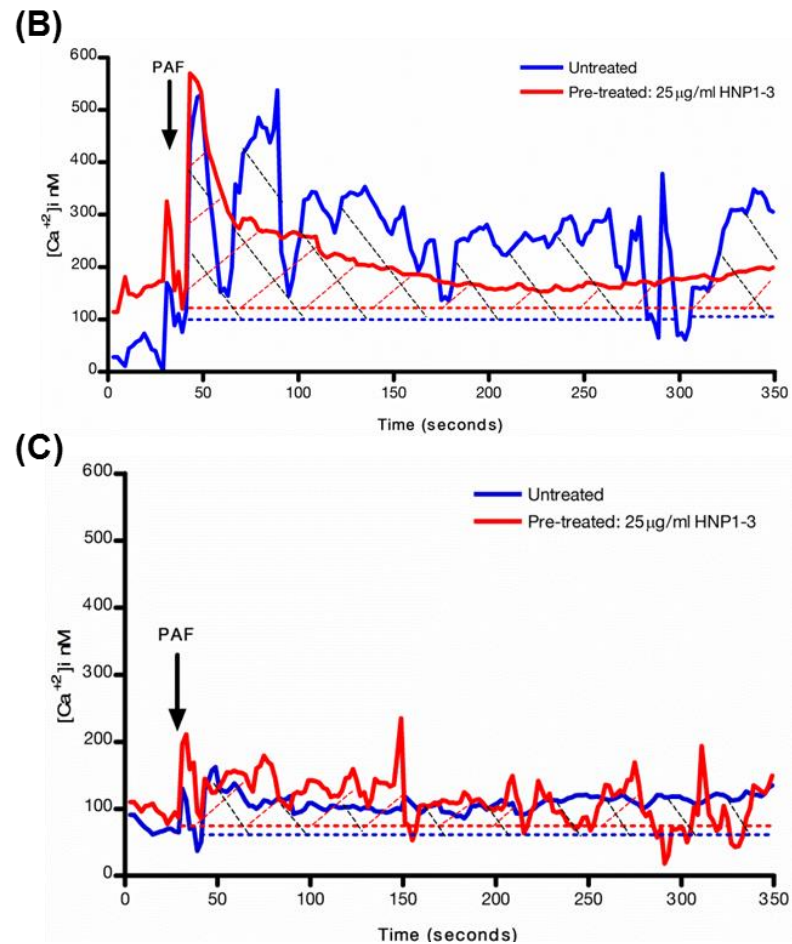 (B)
600
500
400
300
200
100
0
[Ca⁺²]i nM
PAF
Untreated
Pre-treated: 25µg/ml HNP1-3
0 50 100 150 200 250 300 350
Time (seconds)
(C)
600
500
400
300
200
100
0
[Ca⁺²]i nM
PAF
Untreated
Pre-treated: 25µg/ml HNP1-3
0 50 100 150 200 250 300 350
Time (seconds)